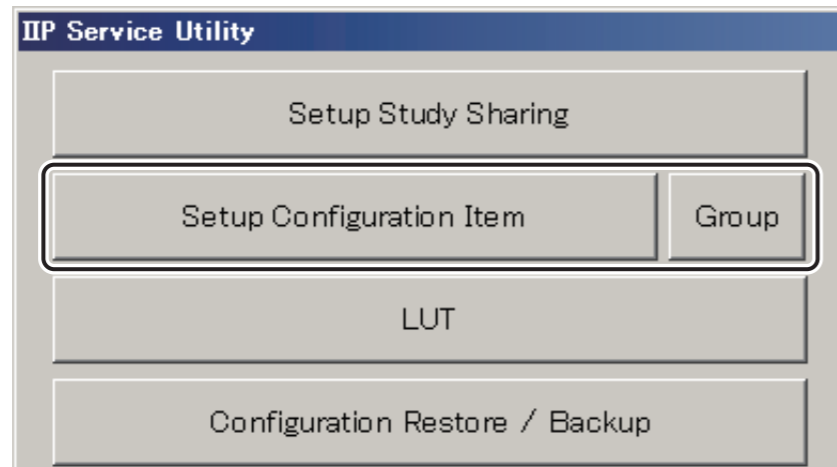 IIP Service Utility
Setup Study Sharing
Setup Configuration Item Group
LUT
Configuration Restore / Backup